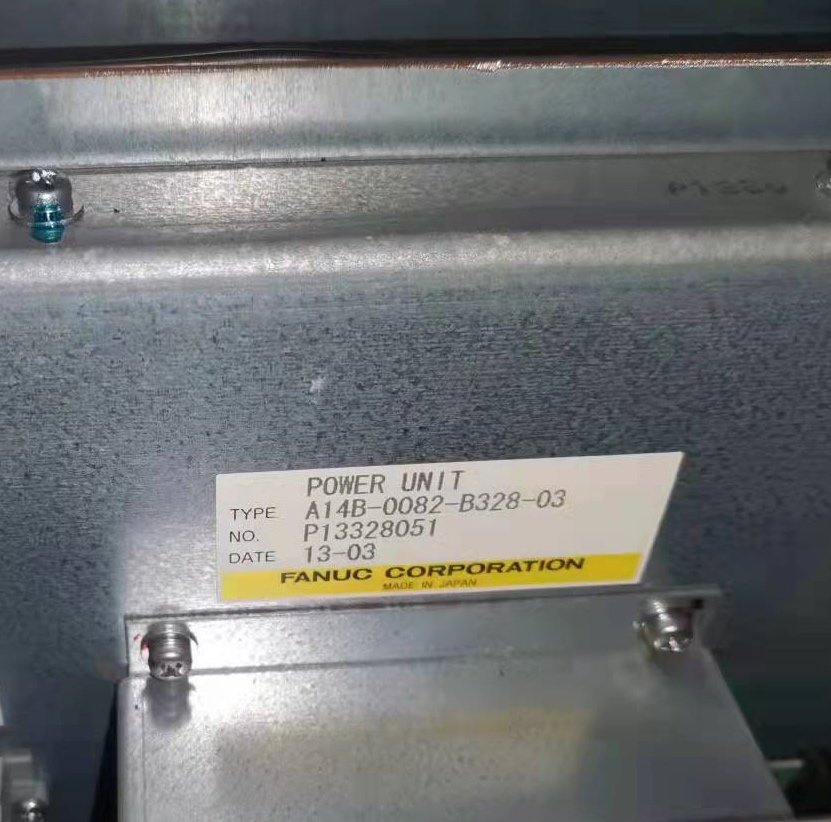 POWER UNIT
TYPE A14B-0082-B328-03
NO. P13328051
DATE 13-03
FANUC CORPORATION
MADE IN JAPAN